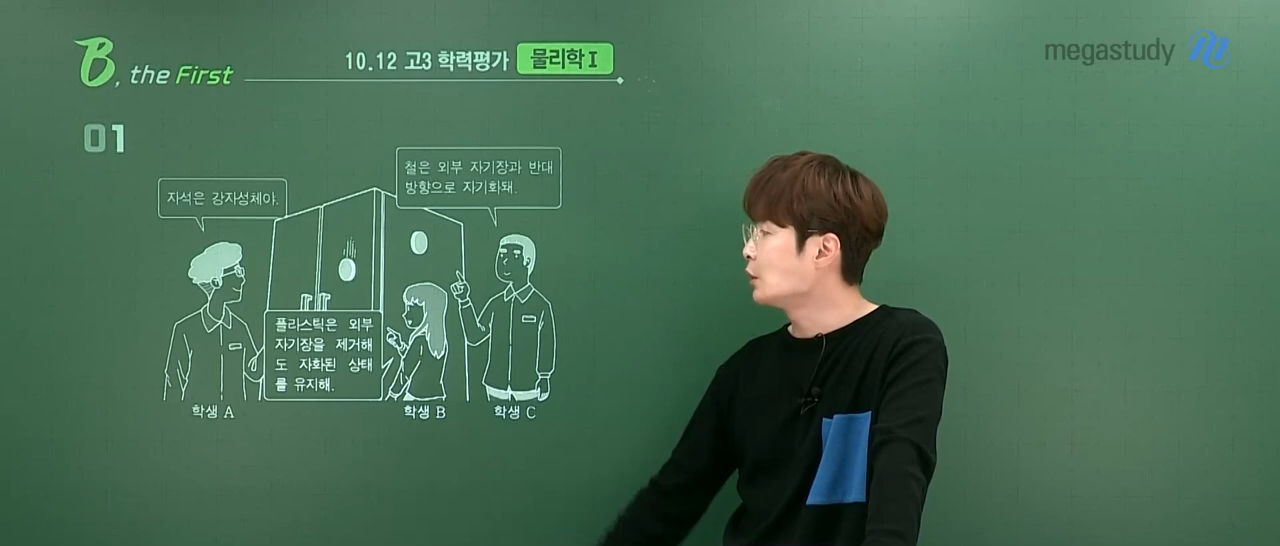 B, the First
10.12 고3 학력평가 물리학 I
megastudy
01
자석은 강자성체야.
철은 외부 자기장과 반대
방향으로 자기화돼.
플라스틱은 외부
자기장을 제거해
도 자화된 상태
를 유지해.
학생 A
학생 B
학생 C